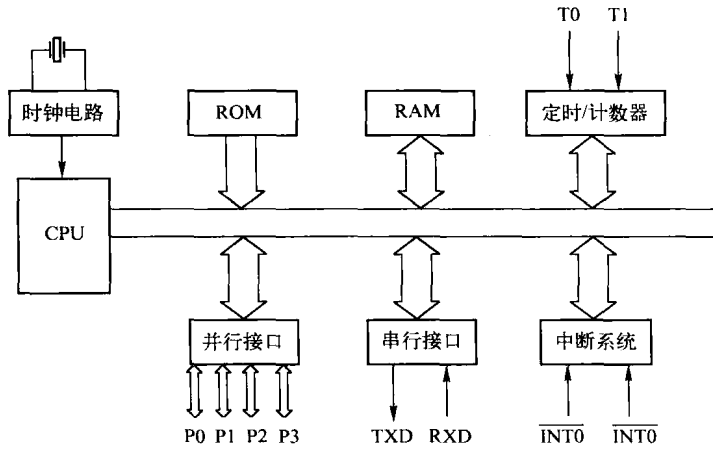 T0 T1
时钟电路 ROM RAM 定时/计数器
CPU
并行接口 串行接口 中断系统
P0 P1 P2 P3 TXD RXD INT0 INT0